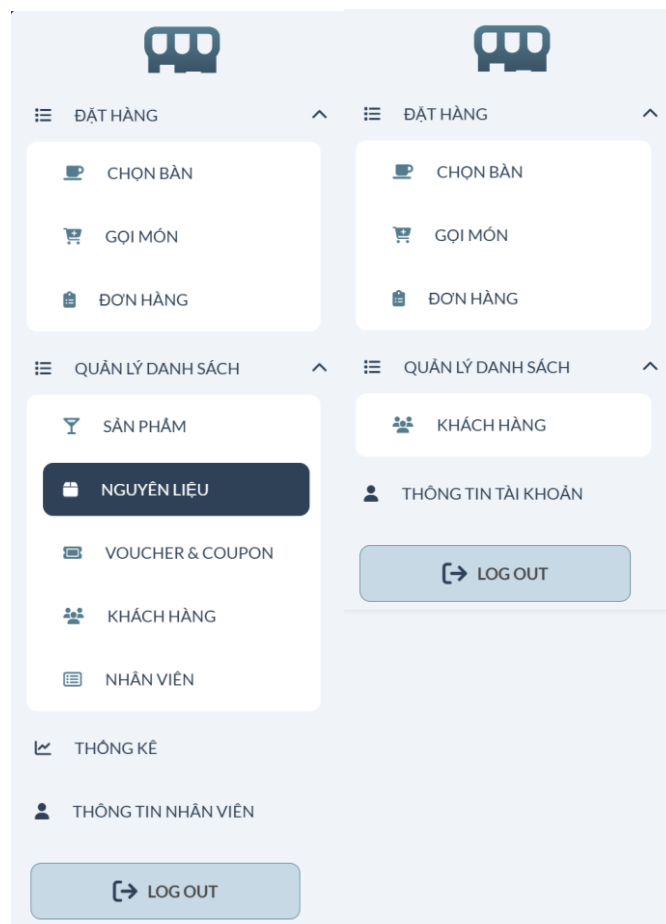 ĐẶT HÀNG
CHỌN BÀN
GỌI MÓN
ĐƠN HÀNG
QUẢN LÝ DANH SÁCH
SẢN PHẨM
NGUYÊN LIỆU
VOUCHER & COUPON
KHÁCH HÀNG
NHÂN VIÊN
THỐNG KÊ
THÔNG TIN NHÂN VIÊN
LOG OUT
ĐẶT HÀNG
CHỌN BÀN
GỌI MÓN
ĐƠN HÀNG
QUẢN LÝ DANH SÁCH
KHÁCH HÀNG
THÔNG TIN TÀI KHOẢN
LOG OUT